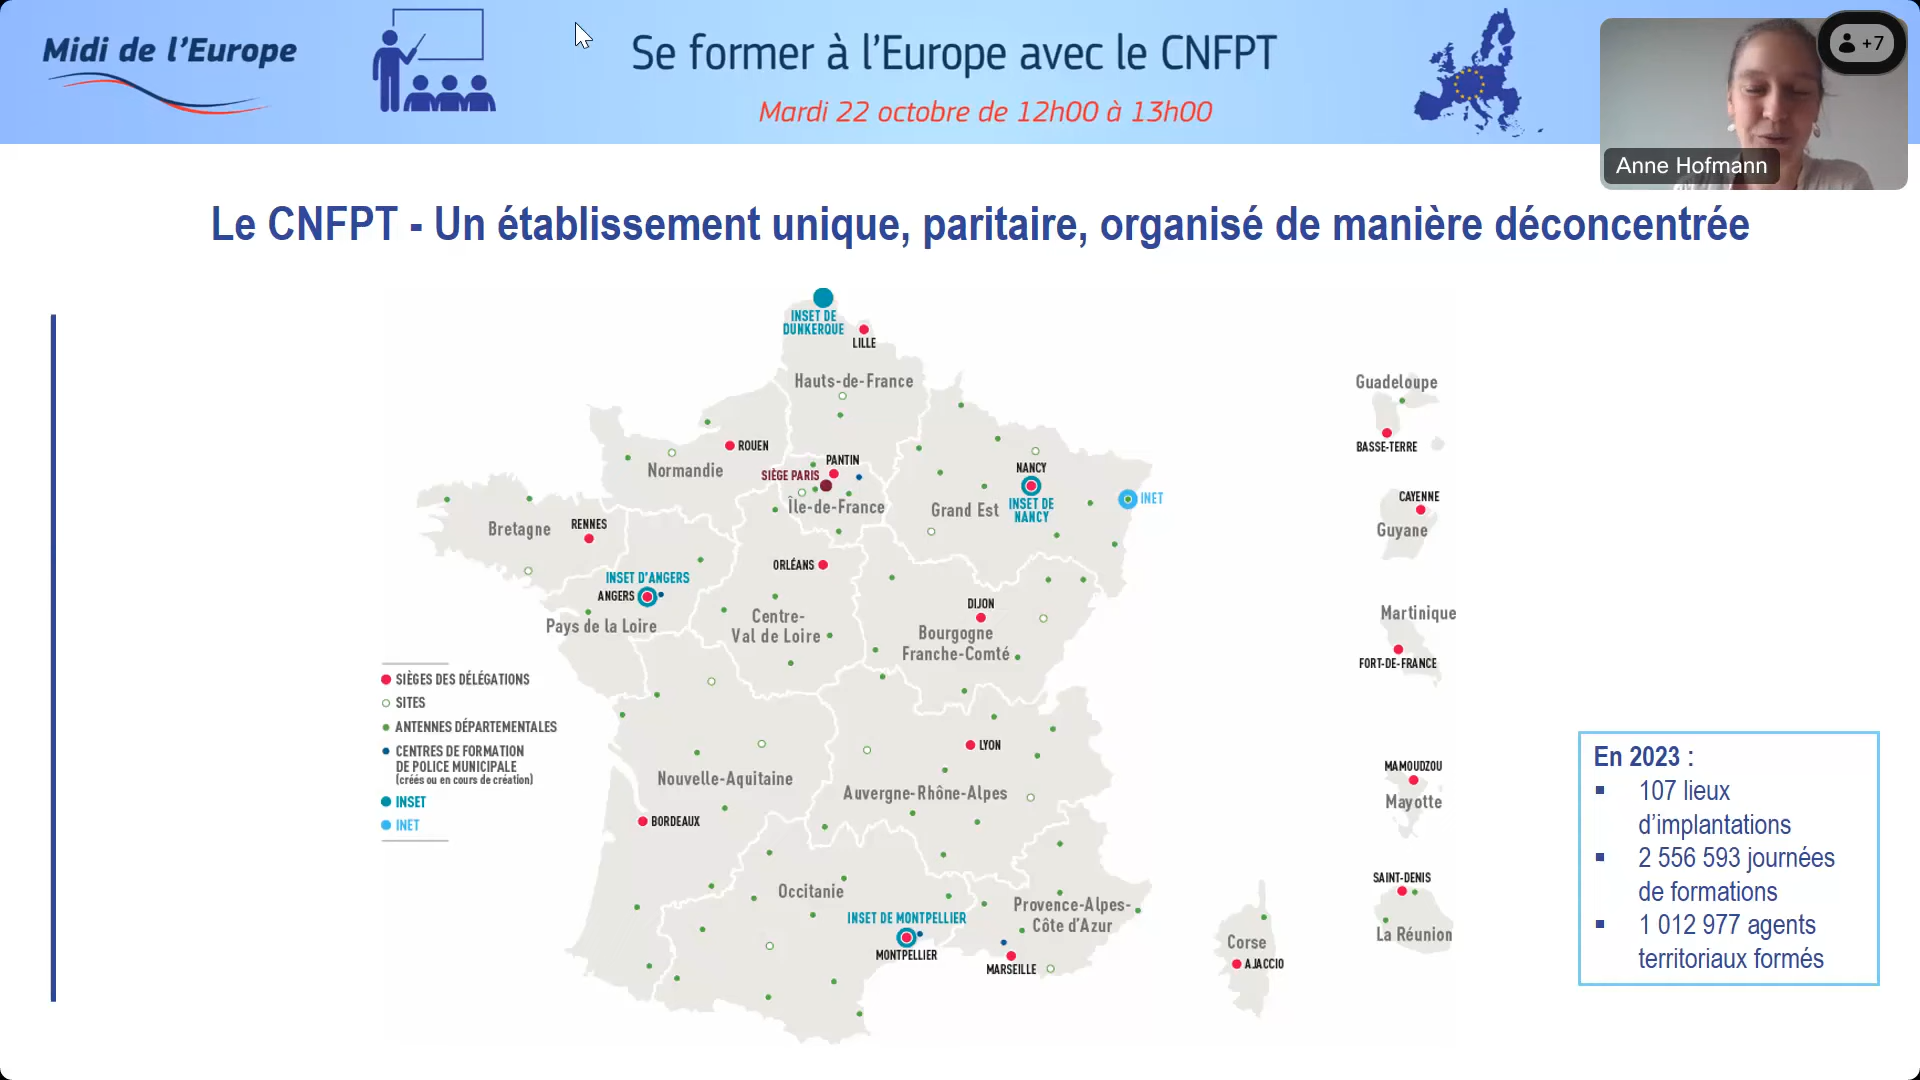 Midi de l’Europe
Se former à l’Europe avec le CNFPT
Mardi 22 octobre de 12h00 à 13h00
+7
Anne Hofmann
Le CNFPT - Un établissement unique, paritaire, organisé de manière déconcentrée
INSET DE
DUNKERQUE
LILLE
Hauts-de-France
ROUEN
Normandie
PANTIN
SIÈGE PARIS
Île-de-France
NANCY
Grand Est
INSET DE
NANCY
INET
Bretagne
RENNES
ORLÉANS
INSET D’ANGERS
ANGERS
Pays de la Loire
Centre-
Val de Loire
DIJON
Bourgogne
Franche-Comté
SIÈGES DES DÉLÉGATIONS
SITES
ANTENNES DÉPARTEMENTALES
CENTRES DE FORMATION
DE POLICE MUNICIPALE
(créés ou en cours de création)
INSET
INET
LYON
Nouvelle-Aquitaine
Auvergne-Rhône-Alpes
BORDEAUX
Occitanie
INSET DE MONTPELLIER
MONTPELLIER
Provence-Alpes-
Côte d’Azur
MARSEILLE
Corse
AJACCIO
Guadeloupe
BASSE-TERRE
CAYENNE
Guyane
Martinique
FORT-DE-FRANCE
MAMOUDZOU
Mayotte
SAINT-DENIS
La Réunion
En 2023 :
▪ 107 lieux
d’implantations
▪ 2 556 593 journées
de formations
▪ 1 012 977 agents
territoriaux formés